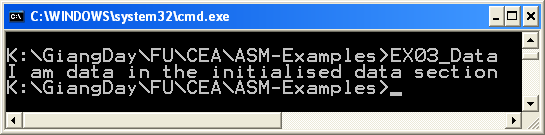 C:\WINDOWS\system32\cmd.exe
K:\GiangDay\FU\CEA\ASM-Examples>EX03_Data
I am data in the initialised data section
K:\GiangDay\FU\CEA\ASM-Examples>_